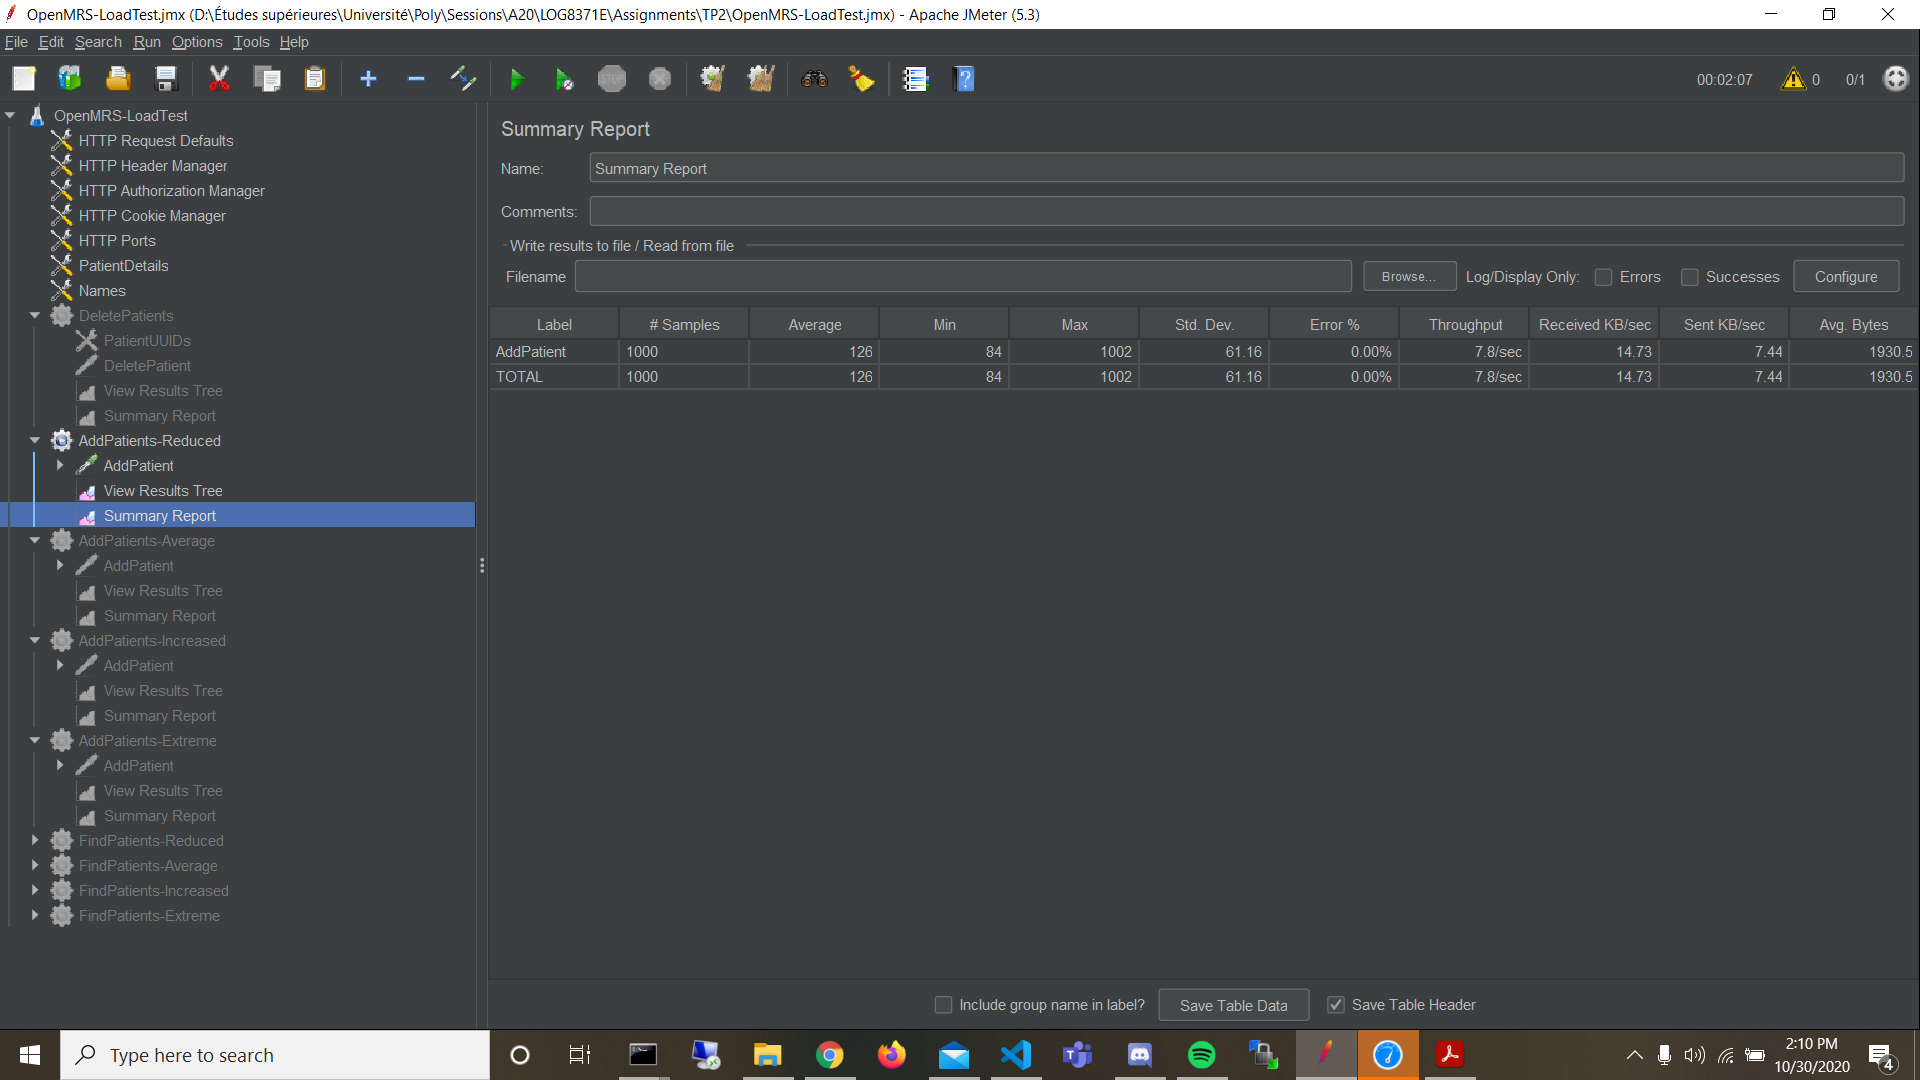 OpenMRS-LoadTest.jmx (D:\Études supérieures\Université\Poly\Sessions\A20\LOG8371E\Assignments\TP2\OpenMRS-LoadTest.jmx) - Apache JMeter (5.3)
File Edit Search Run Options Tools Help
STOP 00:02:07 0 0/1
OpenMRS-LoadTest
HTTP Request Defaults
HTTP Header Manager
HTTP Authorization Manager
HTTP Cookie Manager
HTTP Ports
PatientDetails
Names
DeletePatients
PatientUUIDs
DeletePatient
View Results Tree
Summary Report
AddPatients-Reduced
AddPatient
View Results Tree
Summary Report
AddPatients-Average
AddPatient
View Results Tree
Summary Report
AddPatients-Increased
AddPatient
View Results Tree
Summary Report
AddPatients-Extreme
AddPatient
View Results Tree
Summary Report
FindPatients-Reduced
FindPatients-Average
FindPatients-Increased
FindPatients-Extreme
Summary Report
Name: Summary Report
Comments:
Write results to file / Read from file
Filename Browse... Log/Display Only: Errors Successes Configure
Label # Samples Average Min Max Std. Dev. Error % Throughput Received KB/sec Sent KB/sec Avg. Bytes
AddPatient 1000 126 84 1002 61.16 0.00% 7.8/sec 14.73 7.44 1930.5
TOTAL 1000 126 84 1002 61.16 0.00% 7.8/sec 14.73 7.44 1930.5
Include group name in label? Save Table Data Save Table Header
Type here to search
2:10 PM
10/30/2020
4